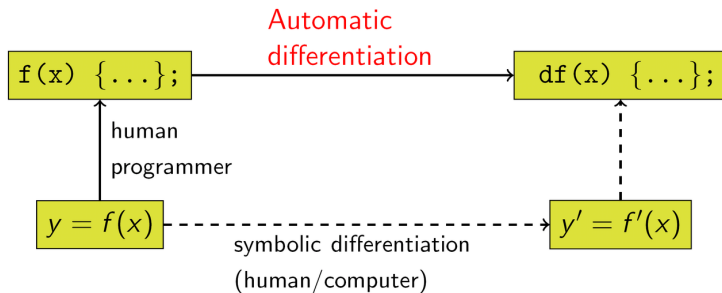 Automatic
differentiation
f(x) {...};
df(x) {...};
human
programmer
y = f(x)
y′ = f′(x)
symbolic differentiation
(human/computer)